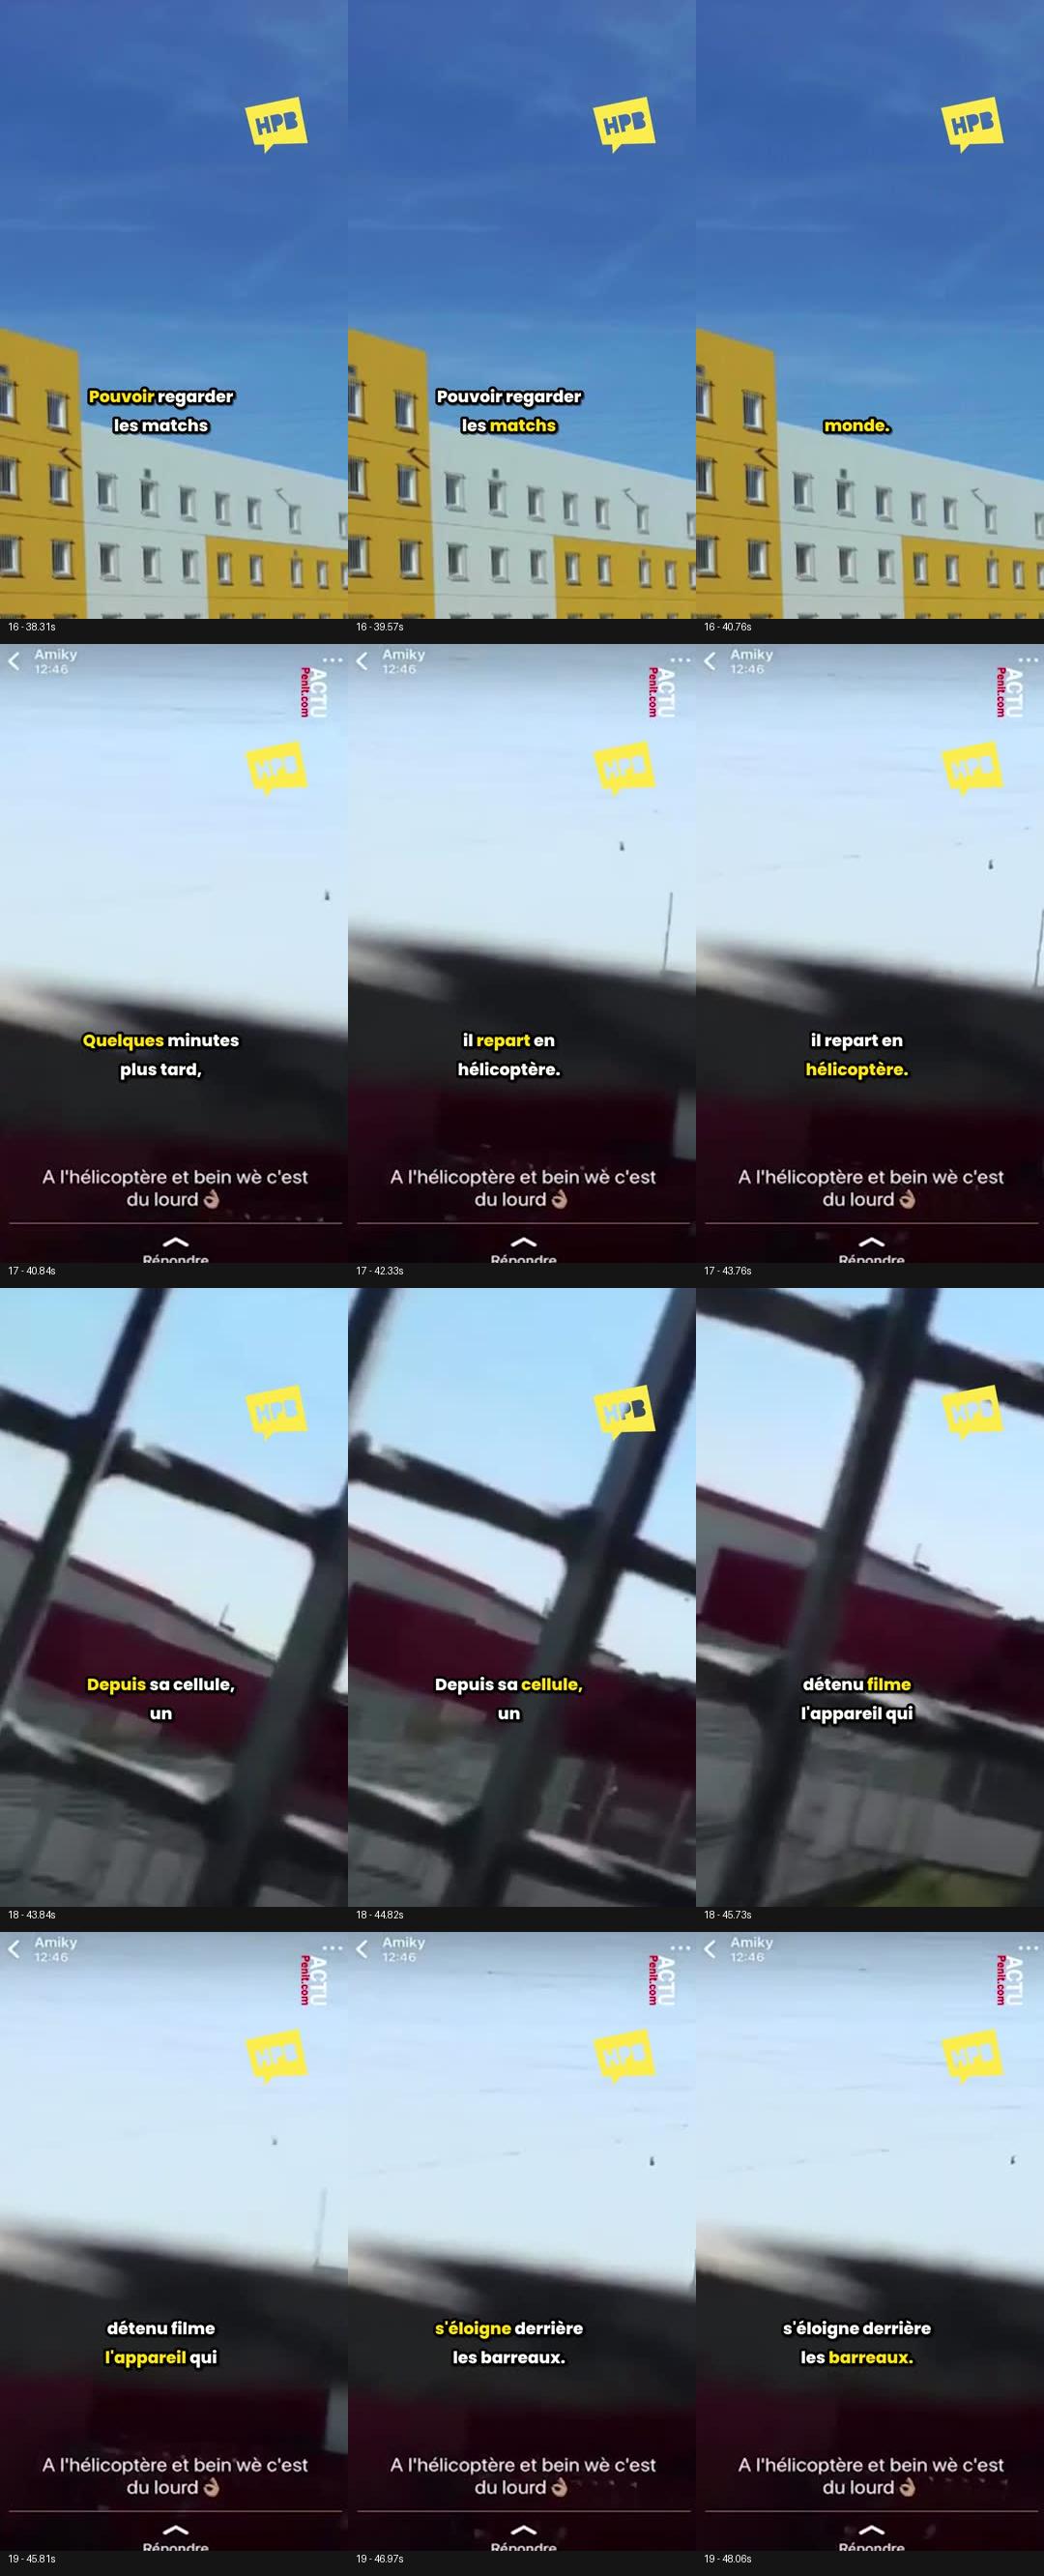 HPB
HPB
HPB
Pouvoir regarder
les matchs
Pouvoir regarder
les matchs
monde.
16 - 38.31s
16 - 39.57s
16 - 40.76s
Amiky
12:46
ACTU
Penit.com
HPB
Quelques minutes
plus tard,
A l'hélicoptère et bein wè c'est
du lourd 👌🏽
Répondre
Amiky
12:46
ACTU
Penit.com
HPB
il repart en
hélicoptère.
A l'hélicoptère et bein wè c'est
du lourd 👌🏽
Répondre
Amiky
12:46
ACTU
Penit.com
HPB
il repart en
hélicoptère.
A l'hélicoptère et bein wè c'est
du lourd 👌🏽
Répondre
17 - 40.84s
17 - 42.33s
17 - 43.76s
HPB
HPB
HPB
Depuis sa cellule,
un
Depuis sa cellule,
un
détenu filme
l'appareil qui
18 - 43.84s
18 - 44.82s
18 - 45.73s
Amiky
12:46
ACTU
Penit.com
HPB
détenu filme
l'appareil qui
A l'hélicoptère et bein wè c'est
du lourd 👌🏽
Répondre
Amiky
12:46
ACTU
Penit.com
HPB
s'éloigne derrière
les barreaux.
A l'hélicoptère et bein wè c'est
du lourd 👌🏽
Répondre
Amiky
12:46
ACTU
Penit.com
HPB
s'éloigne derrière
les barreaux.
A l'hélicoptère et bein wè c'est
du lourd 👌🏽
Répondre
19 - 45.81s
19 - 46.97s
19 - 48.06s